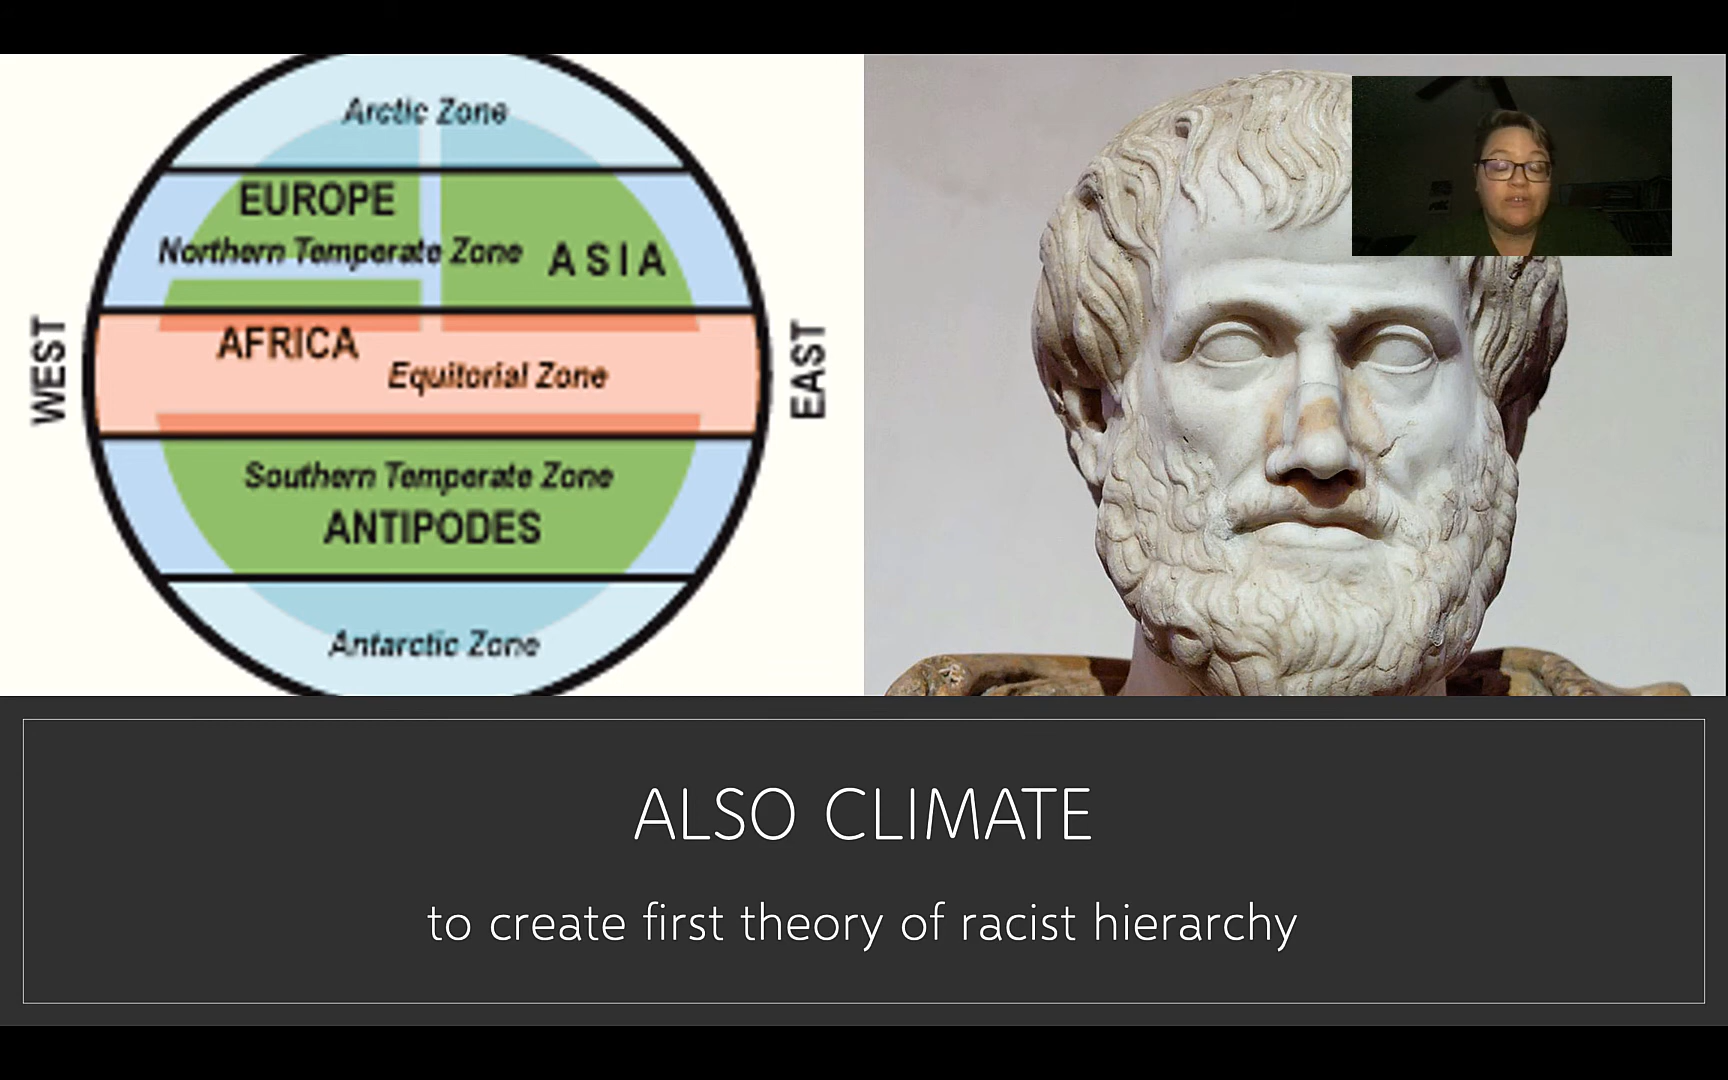 Arctic Zone
EUROPE
Northern Temperate Zone
ASIA
WEST
EAST
AFRICA
Equitorial Zone
Southern Temperate Zone
ANTIPODES
Antarctic Zone
ALSO CLIMATE
to create first theory of racist hierarchy